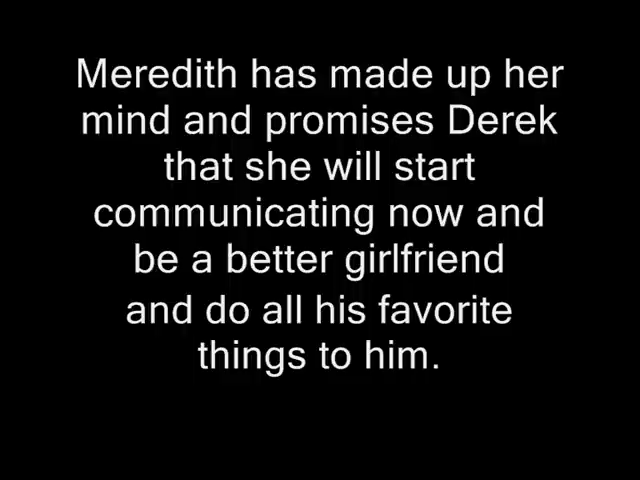 Meredith has made up her
mind and promises Derek
that she will start
communicating now and
be a better girlfriend
and do all his favorite
things to him.